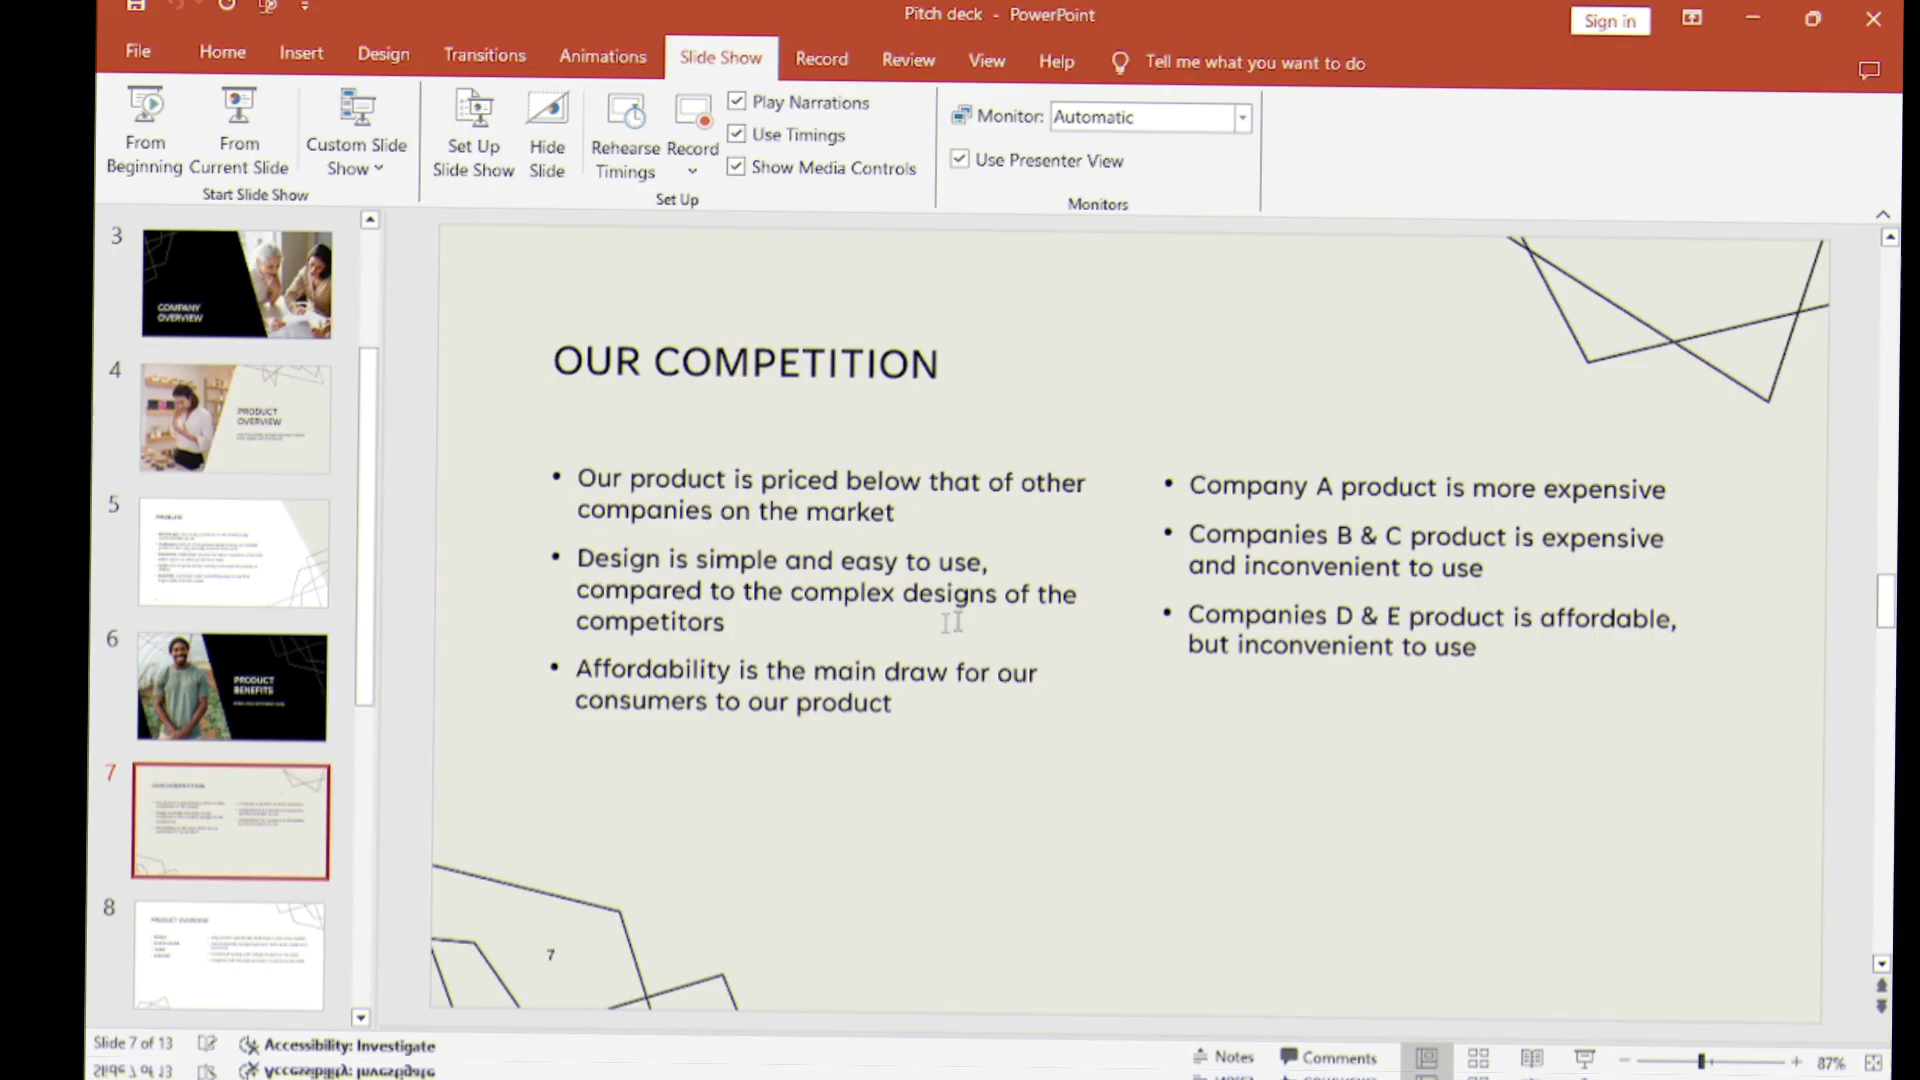 Pitch deck - PowerPoint
Sign in
File Home Insert Design Transitions Animations Slide Show Record Review View Help Tell me what you want to do
From Beginning
From Current Slide
Custom Slide Show
Start Slide Show
Set Up Slide Show
Hide Slide
Rehearse Timings
Record
Play Narrations
Use Timings
Show Media Controls
Set Up
Monitor: Automatic
Use Presenter View
Monitors
3
COMPANY
OVERVIEW
4
PRODUCT
OVERVIEW
5
PROBLEM
6
PRODUCT
BENEFITS
7
OUR COMPETITION
8
PRODUCT OVERVIEW
OUR COMPETITION
• Our product is priced below that of other
companies on the market
• Design is simple and easy to use,
compared to the complex designs of the
competitors
• Affordability is the main draw for our
consumers to our product
• Company A product is more expensive
• Companies B & C product is expensive
and inconvenient to use
• Companies D & E product is affordable,
but inconvenient to use
7
Slide 7 of 13 Accessibility: Investigate
Notes Comments 87%